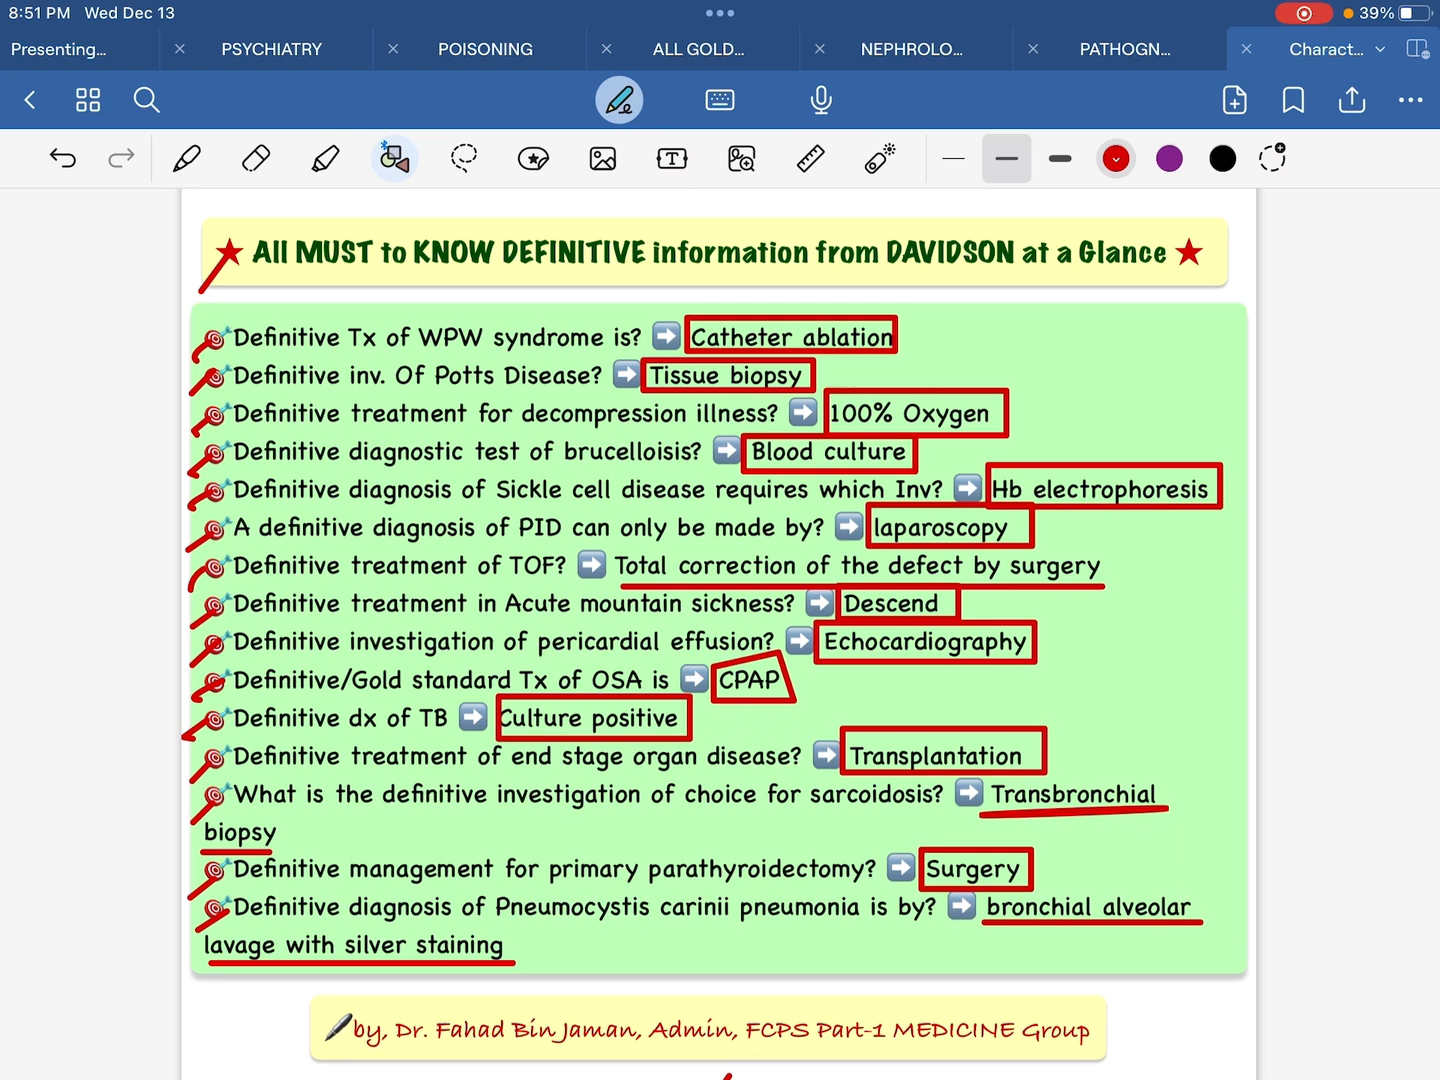 8:51 PM Wed Dec 13
39%
Presenting... PSYCHIATRY POISONING ALL GOLD... NEPHROLO... PATHOGN... Charact...
All MUST to KNOW DEFINITIVE information from DAVIDSON at a Glance
Definitive Tx of WPW syndrome is? Catheter ablation
Definitive inv. Of Potts Disease? Tissue biopsy
Definitive treatment for decompression illness? 100% Oxygen
Definitive diagnostic test of brucelloisis? Blood culture
Definitive diagnosis of Sickle cell disease requires which Inv? Hb electrophoresis
A definitive diagnosis of PID can only be made by? laparoscopy
Definitive treatment of TOF? Total correction of the defect by surgery
Definitive treatment in Acute mountain sickness? Descend
Definitive investigation of pericardial effusion? Echocardiography
Definitive/Gold standard Tx of OSA is CPAP
Definitive dx of TB Culture positive
Definitive treatment of end stage organ disease? Transplantation
What is the definitive investigation of choice for sarcoidosis? Transbronchial
biopsy
Definitive management for primary parathyroidectomy? Surgery
Definitive diagnosis of Pneumocystis carinii pneumonia is by? bronchial alveolar
lavage with silver staining
by, Dr. Fahad Bin Jaman, Admin, FCPS Part-1 MEDICINE Group